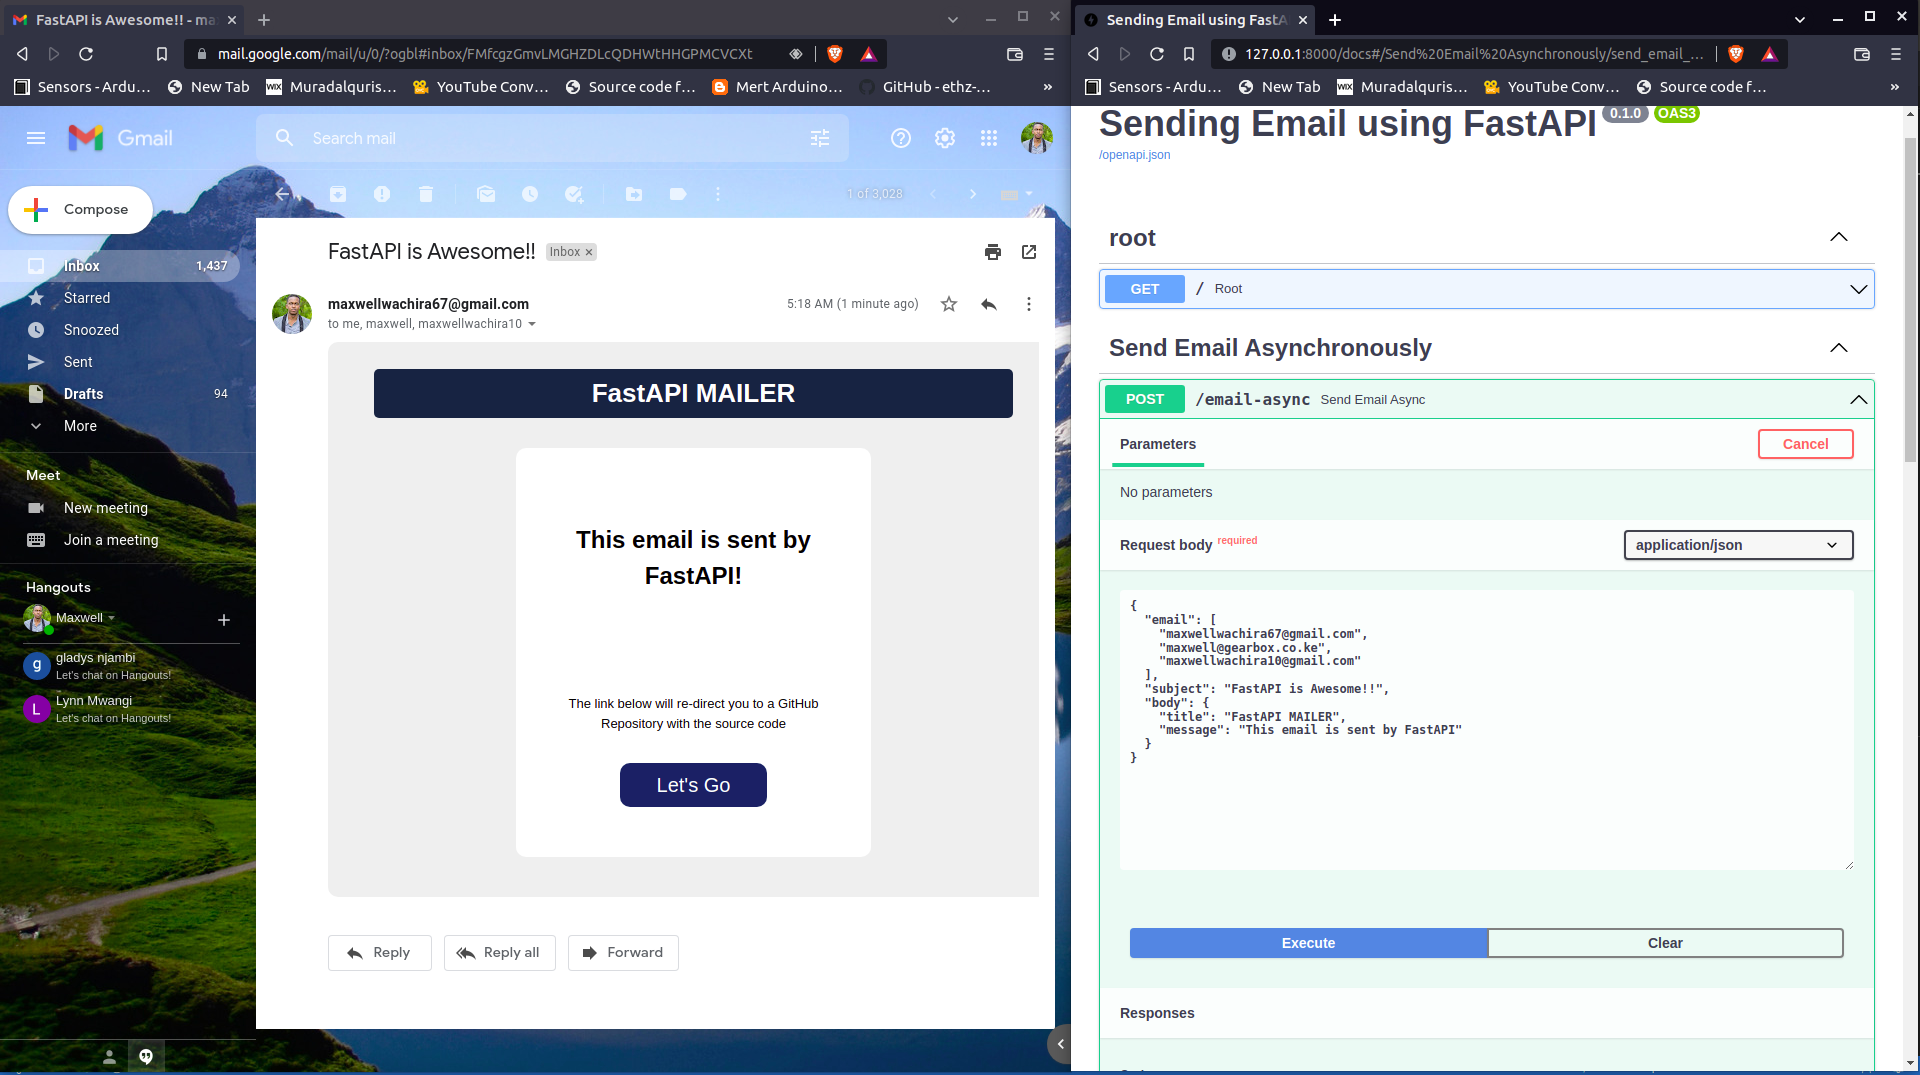 FastAPI is Awesome!! - ma
mail.google.com/mail/u/0/?ogbl#inbox/FMfcgzGmvLMGHZDLcQDHWtHHGPMCVCXt
Sensors - Ardu… New Tab WIX Muradalquris… YouTube Conv… Source code f… Mert Arduino… GitHub - ethz-… »
Gmail
Search mail
Compose
1 of 3,028
Inbox 1,437
Starred
Snoozed
Sent
Drafts 94
More
Meet
New meeting
Join a meeting
Hangouts
Maxwell
g gladys njambi
Let's chat on Hangouts!
L Lynn Mwangi
Let's chat on Hangouts!
FastAPI is Awesome!! Inbox ×
maxwellwachira67@gmail.com 5:18 AM (1 minute ago)
to me, maxwell, maxwellwachira10
FastAPI MAILER
This email is sent by
FastAPI!
The link below will re-direct you to a GitHub
Repository with the source code
Let's Go
Reply Reply all Forward
Sending Email using FastA
127.0.0.1:8000/docs#/Send%20Email%20Asynchronously/send_email_…
Sensors - Ardu… New Tab WIX Muradalquris… YouTube Conv… Source code f… »
Sending Email using FastAPI 0.1.0 OAS3
/openapi.json
root
GET / Root
Send Email Asynchronously
POST /email-async Send Email Async
Parameters Cancel
No parameters
Request body required application/json
{
"email": [
"maxwellwachira67@gmail.com",
"maxwell@gearbox.co.ke",
"maxwellwachira10@gmail.com"
],
"subject": "FastAPI is Awesome!!",
"body": {
"title": "FastAPI MAILER",
"message": "This email is sent by FastAPI"
}
}
Execute Clear
Responses